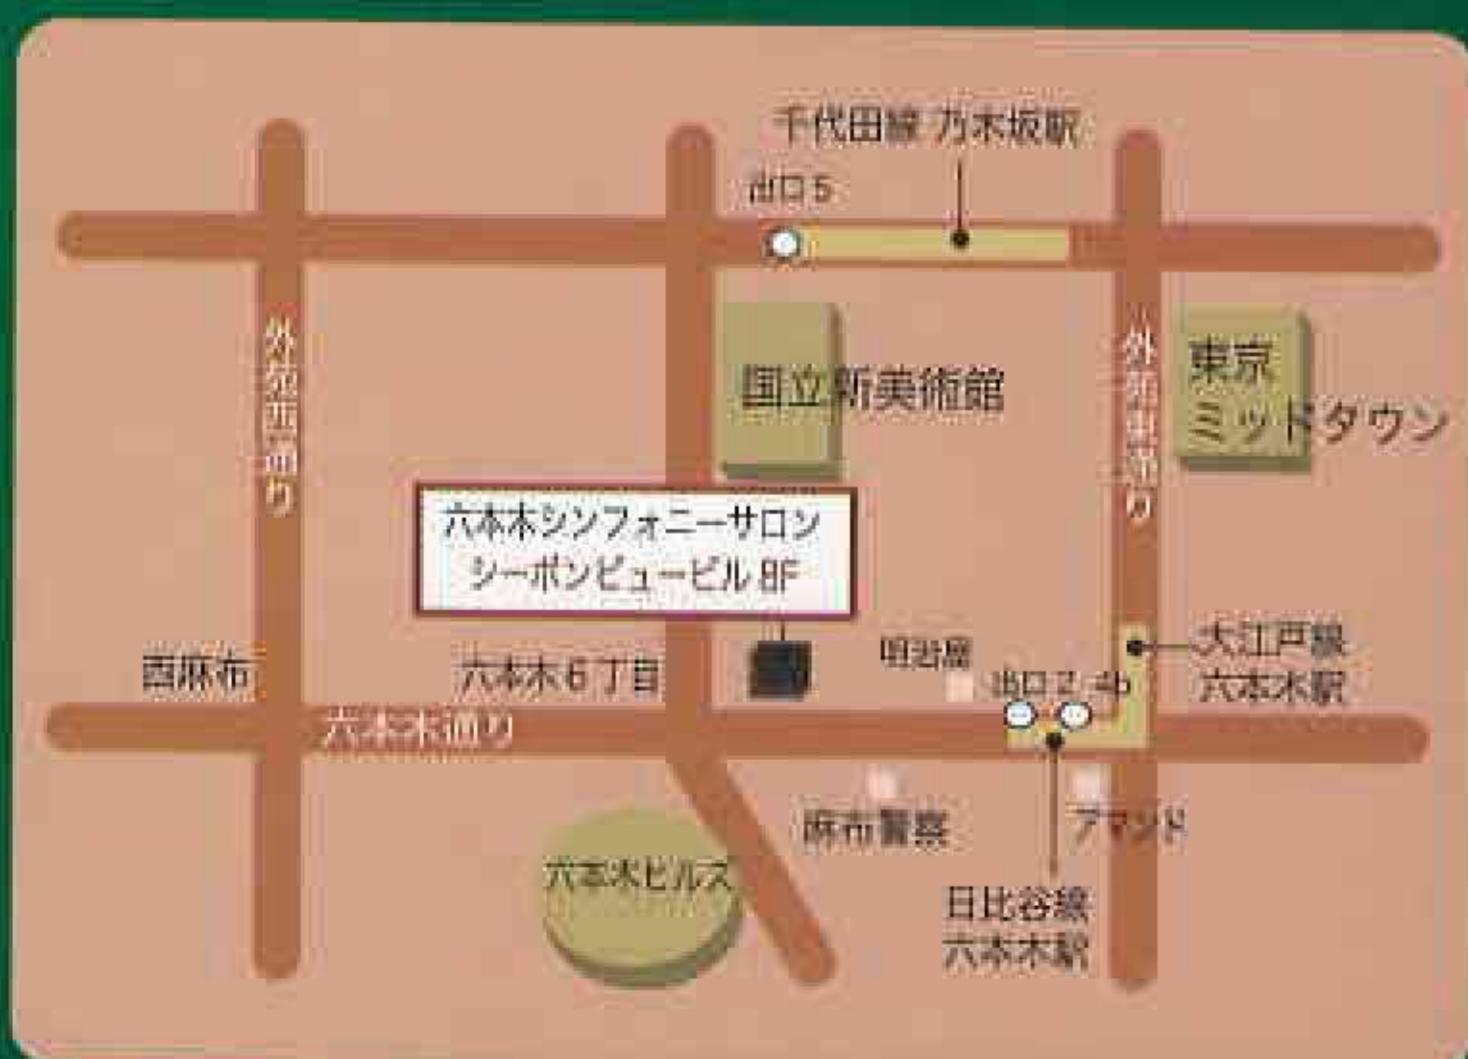 千代田線 乃木坂駅
出口 5
外苑西通り
国立新美術館
外苑東通り
東京
ミッドタウン
六本木シンフォニーサロン
シーボンビュービル 8F
西麻布
六本木6丁目
明治屋
出口 2 4b
大江戸線
六本木駅
六本木通り
麻布警察
アマンド
六本木ヒルズ
日比谷線
六本木駅